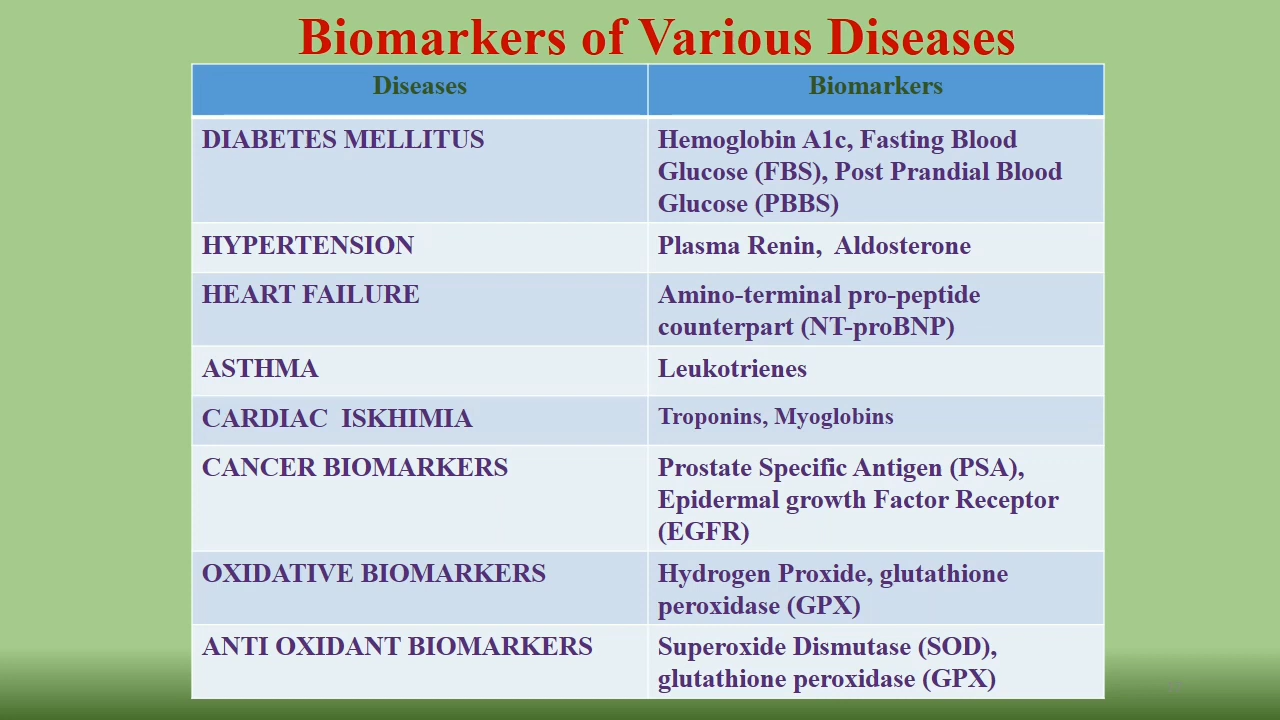 Biomarkers of Various Diseases
Diseases
Biomarkers
DIABETES MELLITUS
Hemoglobin A1c, Fasting Blood
Glucose (FBS), Post Prandial Blood
Glucose (PBBS)
HYPERTENSION
Plasma Renin,  Aldosterone
HEART FAILURE
Amino-terminal pro-peptide
counterpart (NT-proBNP)
ASTHMA
Leukotrienes
CARDIAC  ISKHIMIA
Troponins, Myoglobins
CANCER BIOMARKERS
Prostate Specific Antigen (PSA),
Epidermal growth Factor Receptor
(EGFR)
OXIDATIVE BIOMARKERS
Hydrogen Proxide, glutathione
peroxidase (GPX)
ANTI OXIDANT BIOMARKERS
Superoxide Dismutase (SOD),
glutathione peroxidase (GPX)